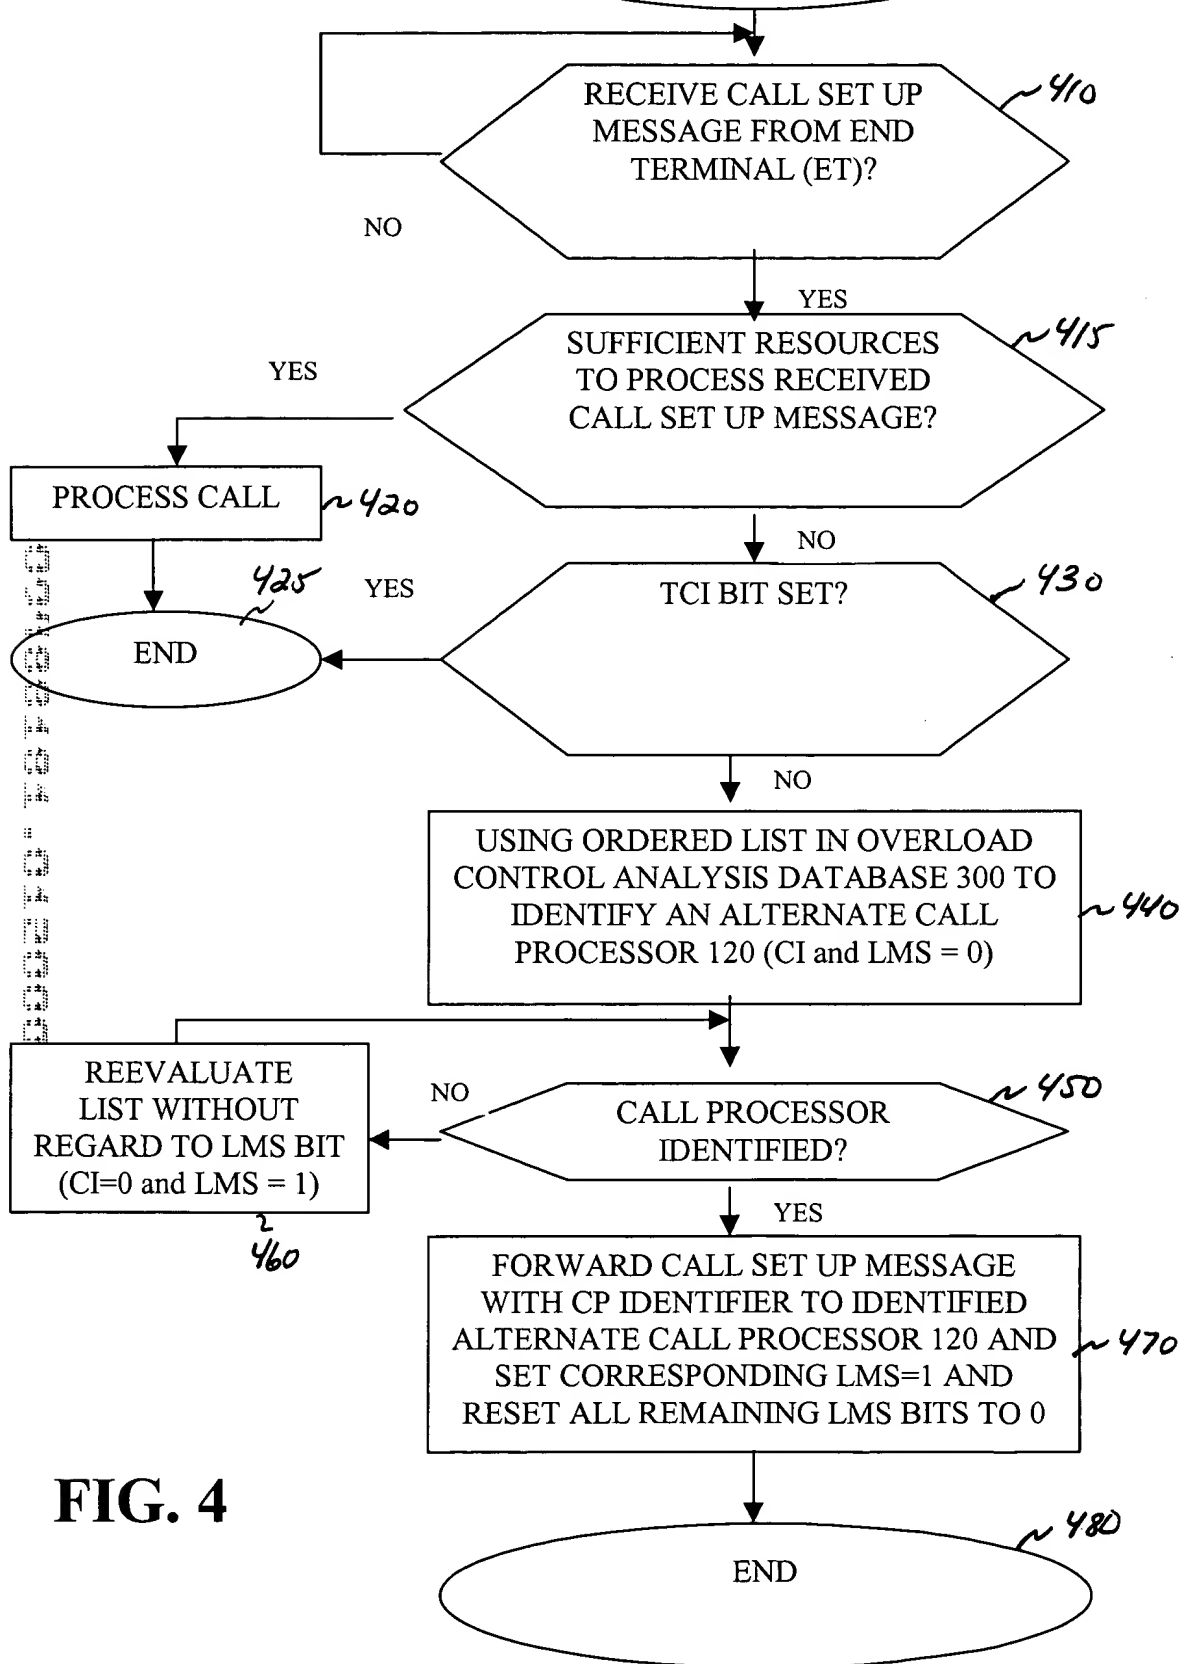 RECEIVE CALL SET UP
MESSAGE FROM END
TERMINAL (ET)?
410
NO
YES
SUFFICIENT RESOURCES
TO PROCESS RECEIVED
CALL SET UP MESSAGE?
415
YES
PROCESS CALL
420
NO
425
YES
TCI BIT SET?
430
END
NO
USING ORDERED LIST IN OVERLOAD
CONTROL ANALYSIS DATABASE 300 TO
IDENTIFY AN ALTERNATE CALL
PROCESSOR 120 (CI and LMS = 0)
440
REEVALUATE
LIST WITHOUT
REGARD TO LMS BIT
(CI=0 and LMS = 1)
460
NO
CALL PROCESSOR
IDENTIFIED?
450
YES
FORWARD CALL SET UP MESSAGE
WITH CP IDENTIFIER TO IDENTIFIED
ALTERNATE CALL PROCESSOR 120 AND
SET CORRESPONDING LMS=1 AND
RESET ALL REMAINING LMS BITS TO 0
470
FIG. 4
END
480